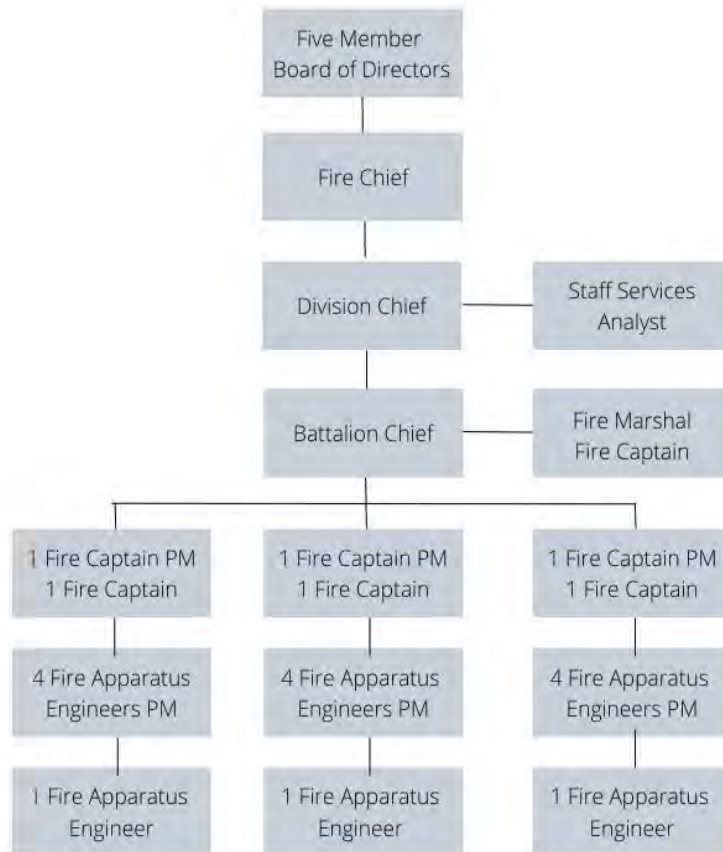 Five Member
Board of Directors
Fire Chief
Division Chief
Staff Services
Analyst
Battalion Chief
Fire Marshal
Fire Captain
1 Fire Captain PM
1 Fire Captain
1 Fire Captain PM
1 Fire Captain
1 Fire Captain PM
1 Fire Captain
4 Fire Apparatus
Engineers PM
4 Fire Apparatus
Engineers PM
4 Fire Apparatus
Engineers PM
1 Fire Apparatus
Engineer
1 Fire Apparatus
Engineer
1 Fire Apparatus
Engineer